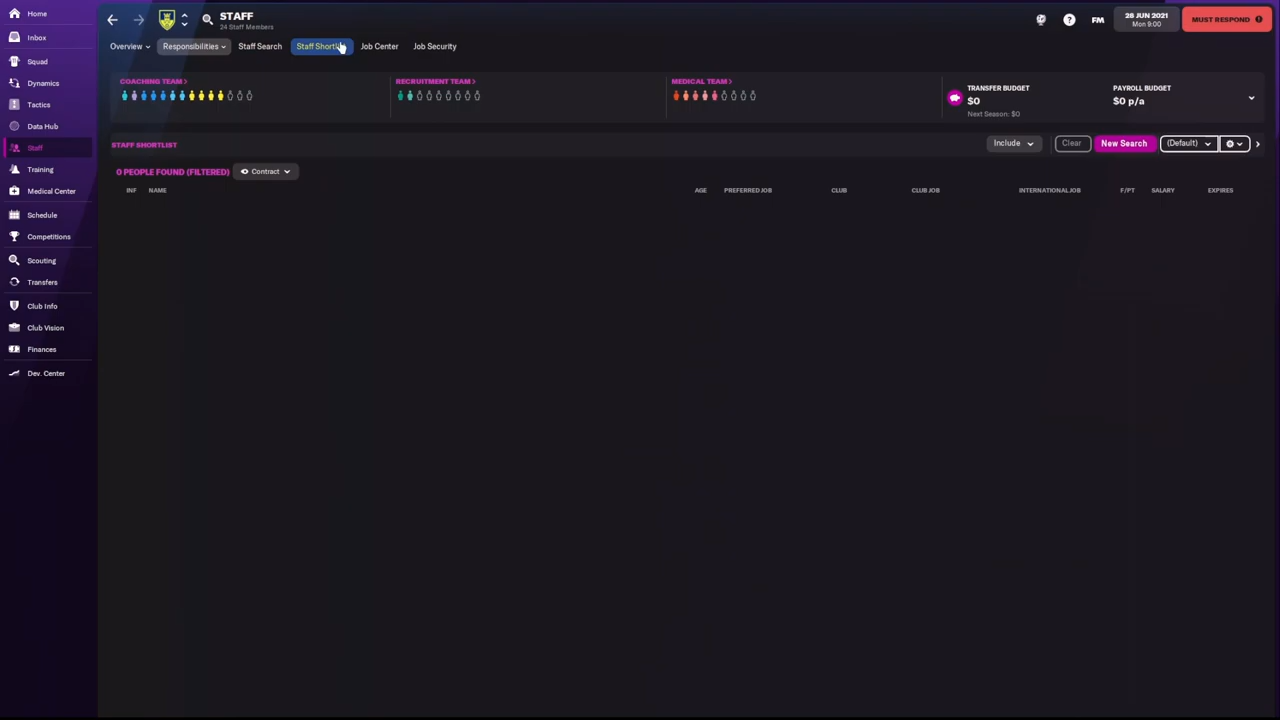 Home
Inbox
Squad
Dynamics
Tactics
Data Hub
Staff
Training
Medical Center
Schedule
Competitions
Scouting
Transfers
Club Info
Club Vision
Finances
Dev. Center
STAFF
24 Staff Members
FM
28 JUN 2021
Mon 9:00
MUST RESPOND
Overview
Responsibilities
Staff Search
Staff Shortlist
Job Center
Job Security
COACHING TEAM >
RECRUITMENT TEAM >
MEDICAL TEAM >
TRANSFER BUDGET
$0
Next Season: $0
PAYROLL BUDGET
$0 p/a
STAFF SHORTLIST
Include
Clear
New Search
(Default)
0 PEOPLE FOUND (FILTERED)
Contract
INF NAME AGE PREFERRED JOB CLUB CLUB JOB INTERNATIONAL JOB F/PT SALARY EXPIRES